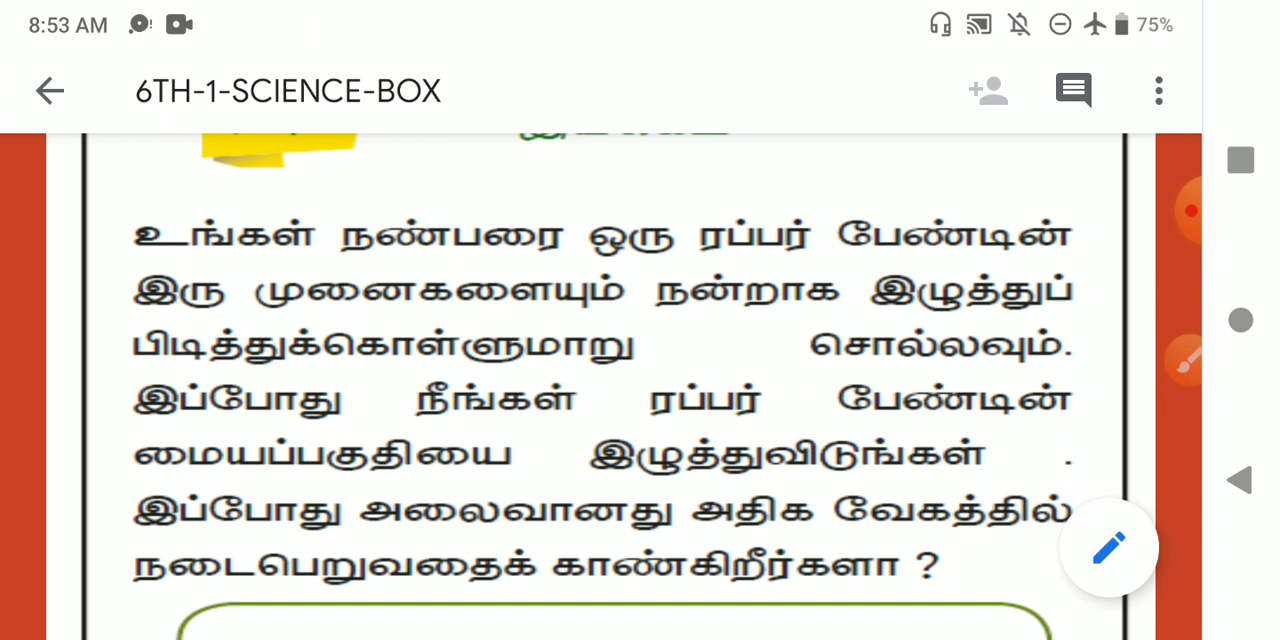 8:53 AM
75%
6TH-1-SCIENCE-BOX
உங்கள் நண்பரை ஒரு ரப்பர் பேண்டின்
இரு முனைகளையும் நன்றாக இழுத்துப்
பிடித்துக்கொள்ளுமாறு சொல்லவும்.
இப்போது நீங்கள் ரப்பர் பேண்டின்
மையப்பகுதியை இழுத்துவிடுங்கள் .
இப்போது அலைவானது அதிக வேகத்தில்
நடைபெறுவதைக் காண்கிறீர்களா ?